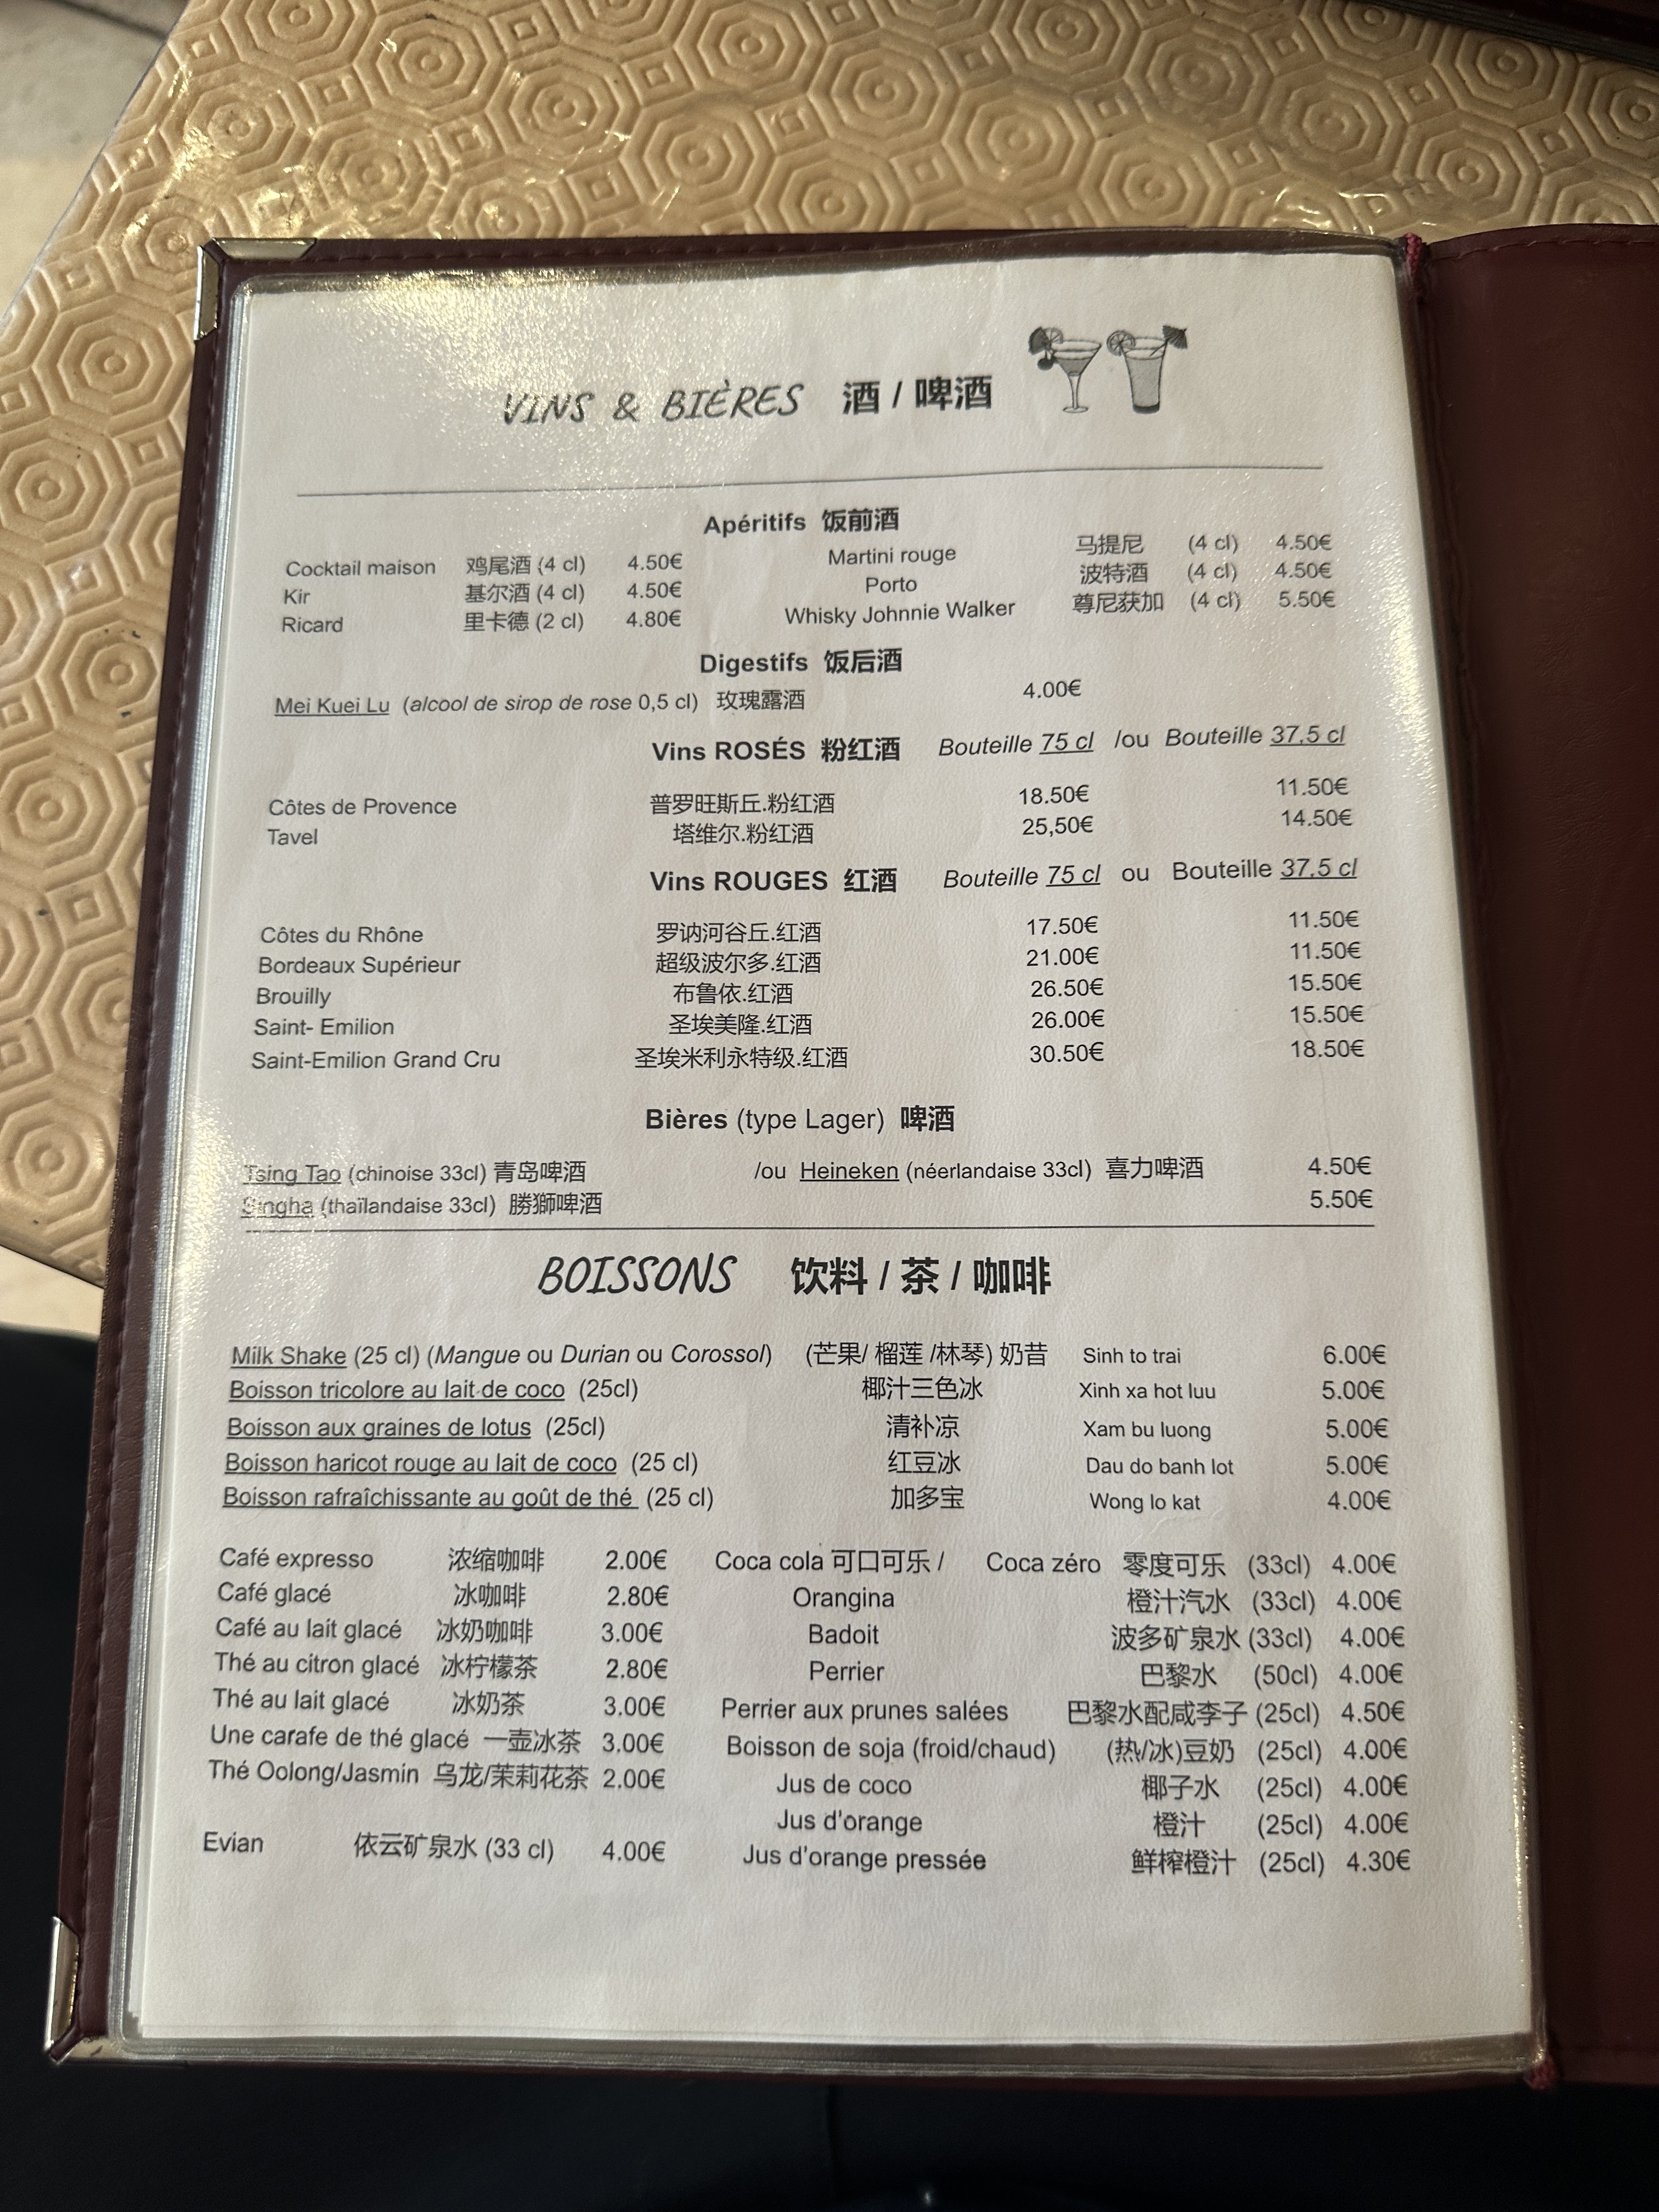 VINS & BIÈRES 酒 / 啤酒
Apéritifs 饭前酒
Cocktail maison 鸡尾酒 (4 cl) 4.50€ Martini rouge 马提尼 (4 cl) 4.50€
Kir 基尔酒 (4 cl) 4.50€ Porto 波特酒 (4 cl) 4.50€
Ricard 里卡德 (2 cl) 4.80€ Whisky Johnnie Walker 尊尼获加 (4 cl) 5.50€
Digestifs 饭后酒
Mei Kuei Lu (alcool de sirop de rose 0,5 cl) 玫瑰露酒 4.00€
Vins ROSÉS 粉红酒 Bouteille 75 cl /ou Bouteille 37,5 cl
Côtes de Provence 普罗旺斯丘.粉红酒 18.50€ 11.50€
Tavel 塔维尔.粉红酒 25,50€ 14.50€
Vins ROUGES 红酒 Bouteille 75 cl ou Bouteille 37,5 cl
Côtes du Rhône 罗讷河谷丘.红酒 17.50€ 11.50€
Bordeaux Supérieur 超级波尔多.红酒 21.00€ 11.50€
Brouilly 布鲁依.红酒 26.50€ 15.50€
Saint- Emilion 圣埃美隆.红酒 26.00€ 15.50€
Saint-Emilion Grand Cru 圣埃米利永特级.红酒 30.50€ 18.50€
Bières (type Lager) 啤酒
Tsing Tao (chinoise 33cl) 青岛啤酒 /ou Heineken (néerlandaise 33cl) 喜力啤酒 4.50€
Singha (thaïlandaise 33cl) 勝獅啤酒 5.50€
BOISSONS 饮料 / 茶 / 咖啡
Milk Shake (25 cl) (Mangue ou Durian ou Corossol) (芒果/ 榴莲 /林琴) 奶昔 Sinh to trai 6.00€
Boisson tricolore au lait de coco (25cl) 椰汁三色冰 Xinh xa hot luu 5.00€
Boisson aux graines de lotus (25cl) 清补凉 Xam bu luong 5.00€
Boisson haricot rouge au lait de coco (25 cl) 红豆冰 Dau do banh lot 5.00€
Boisson rafraîchissante au goût de thé (25 cl) 加多宝 Wong lo kat 4.00€
Café expresso 浓缩咖啡 2.00€ Coca cola 可口可乐 / Coca zéro 零度可乐 (33cl) 4.00€
Café glacé 冰咖啡 2.80€ Orangina 橙汁汽水 (33cl) 4.00€
Café au lait glacé 冰奶咖啡 3.00€ Badoit 波多矿泉水 (33cl) 4.00€
Thé au citron glacé 冰柠檬茶 2.80€ Perrier 巴黎水 (50cl) 4.00€
Thé au lait glacé 冰奶茶 3.00€ Perrier aux prunes salées 巴黎水配咸李子 (25cl) 4.50€
Une carafe de thé glacé 一壶冰茶 3.00€ Boisson de soja (froid/chaud) (热/冰)豆奶 (25cl) 4.00€
Thé Oolong/Jasmin 乌龙/茉莉花茶 2.00€ Jus de coco 椰子水 (25cl) 4.00€
Jus d'orange 橙汁 (25cl) 4.00€
Evian 依云矿泉水 (33 cl) 4.00€ Jus d'orange pressée 鲜榨橙汁 (25cl) 4.30€